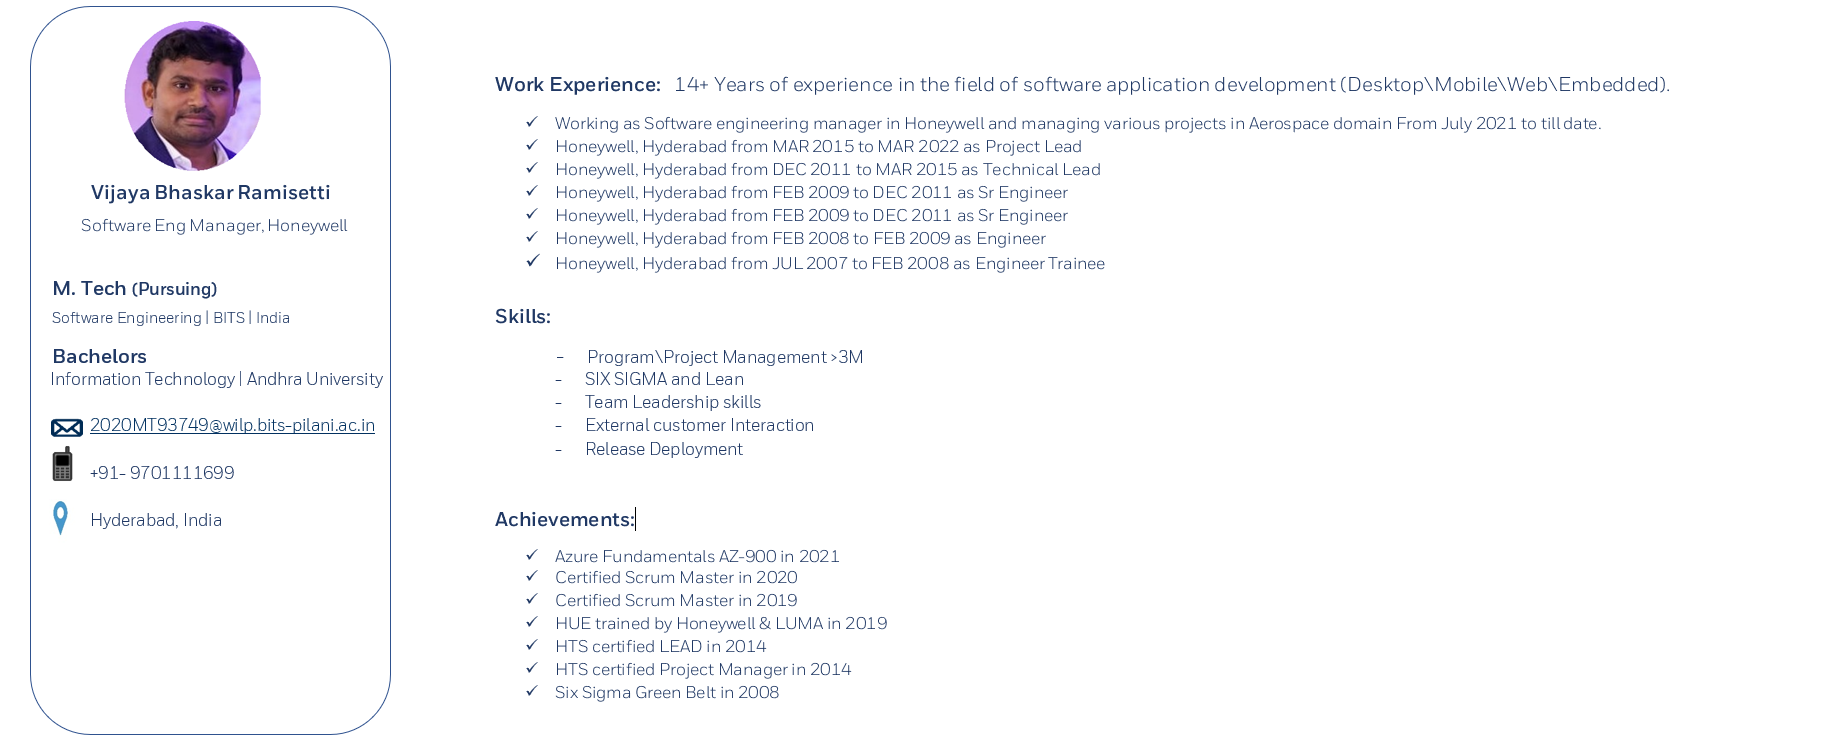 Vijaya Bhaskar Ramisetti
Software Eng Manager, Honeywell
M. Tech (Pursuing)
Software Engineering | BITS | India
Bachelors
Information Technology | Andhra University
2020MT93749@wilp.bits-pilani.ac.in
+91- 9701111699
Hyderabad, India
Work Experience: 14+ Years of experience in the field of software application development (Desktop\Mobile\Web\Embedded).
✓ Working as Software engineering manager in Honeywell and managing various projects in Aerospace domain From July 2021 to till date.
✓ Honeywell, Hyderabad from MAR 2015 to MAR 2022 as Project Lead
✓ Honeywell, Hyderabad from DEC 2011 to MAR 2015 as Technical Lead
✓ Honeywell, Hyderabad from FEB 2009 to DEC 2011 as Sr Engineer
✓ Honeywell, Hyderabad from FEB 2009 to DEC 2011 as Sr Engineer
✓ Honeywell, Hyderabad from FEB 2008 to FEB 2009 as Engineer
✓ Honeywell, Hyderabad from JUL 2007 to FEB 2008 as Engineer Trainee
Skills:
- Program\Project Management >3M
- SIX SIGMA and Lean
- Team Leadership skills
- External customer Interaction
- Release Deployment
Achievements:
✓ Azure Fundamentals AZ-900 in 2021
✓ Certified Scrum Master in 2020
✓ Certified Scrum Master in 2019
✓ HUE trained by Honeywell & LUMA in 2019
✓ HTS certified LEAD in 2014
✓ HTS certified Project Manager in 2014
✓ Six Sigma Green Belt in 2008